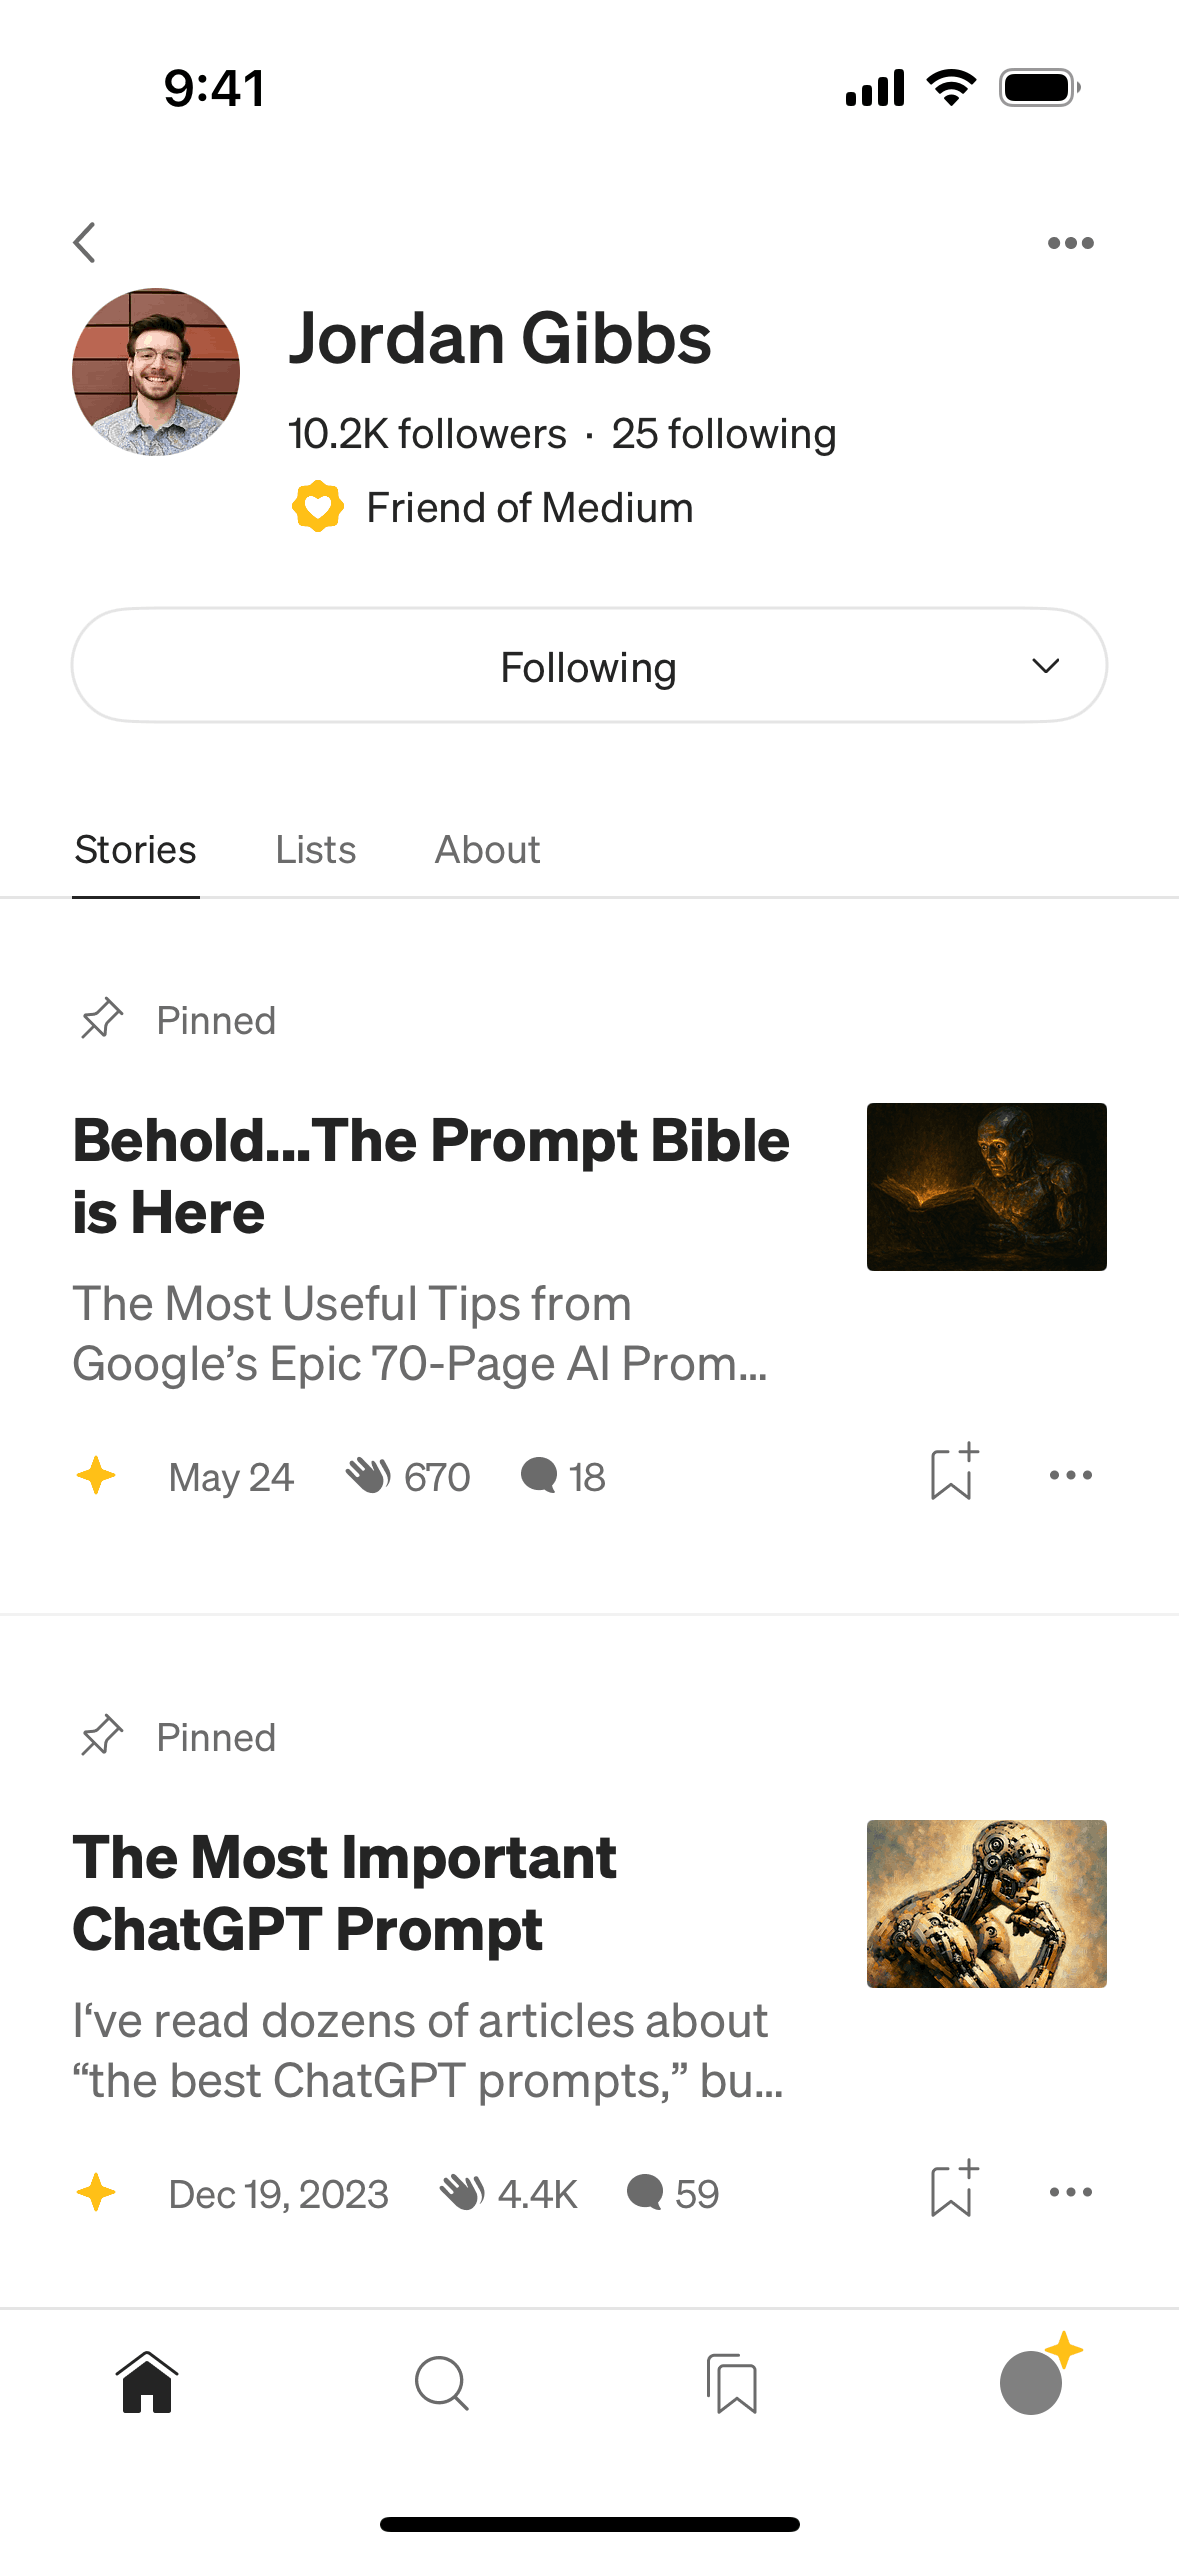 9:41
Jordan Gibbs
10.2K followers · 25 following
Friend of Medium
Following
Stories Lists About
Pinned
Behold...The Prompt Bible
is Here
The Most Useful Tips from
Google’s Epic 70-Page AI Prom...
May 24 670 18
Pinned
The Most Important
ChatGPT Prompt
I‘ve read dozens of articles about
“the best ChatGPT prompts,” bu...
Dec 19, 2023 4.4K 59